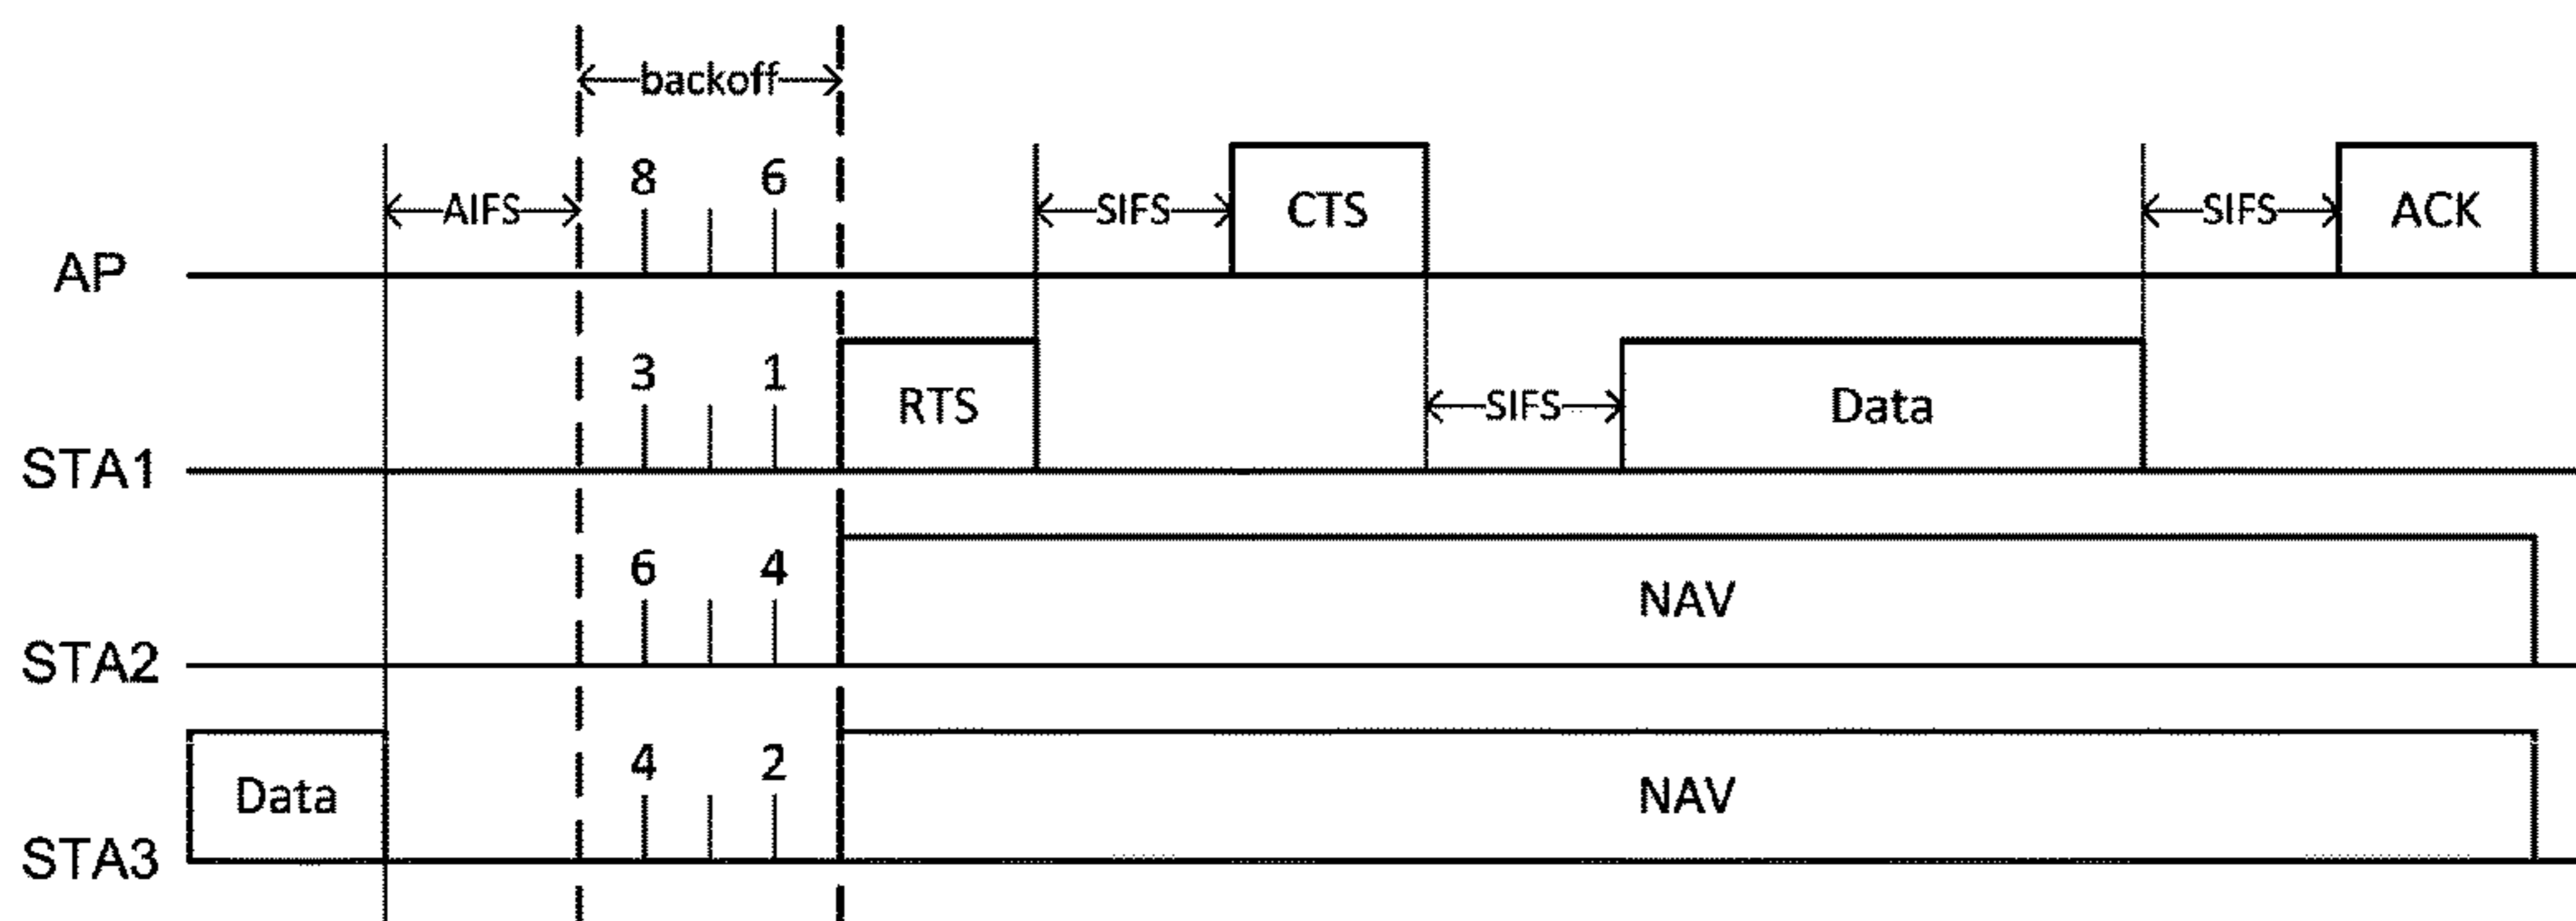 backoff
8 6
AIFS SIFS CTS SIFS ACK
AP
3 1
RTS SIFS Data
STA1
6 4
NAV
STA2
4 2
Data NAV
STA3